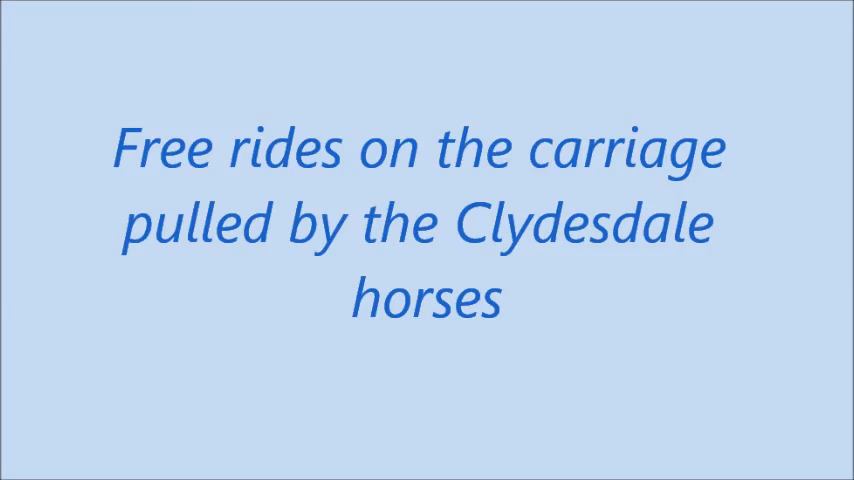 Free rides on the carriage
pulled by the Clydesdale
horses